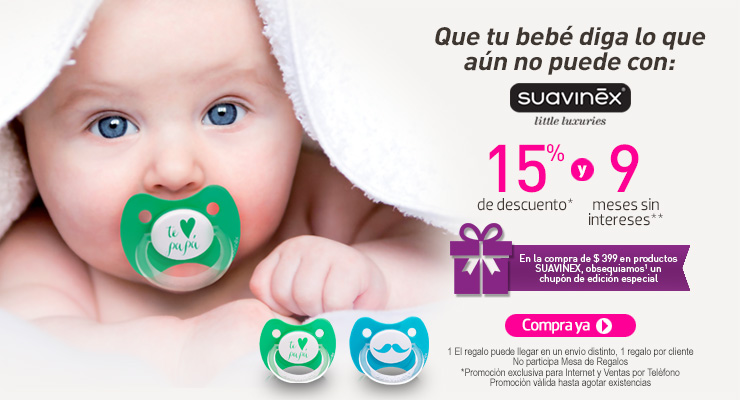 Que tu bebé diga lo que
aún no puede con:
suavinēx®
little luxuries
15% y 9
de descuento*
meses sin
intereses**
En la compra de $ 399 en productos
SUAVINEX, obsequiamos¹ un
chupón de edición especial
Compra ya
1 El regalo puede llegar en un envío distinto, 1 regalo por cliente
No participa Mesa de Regalos
*Promoción exclusiva para Internet y Ventas por Teléfono
Promoción válida hasta agotar existencias
te
papá
te
papá